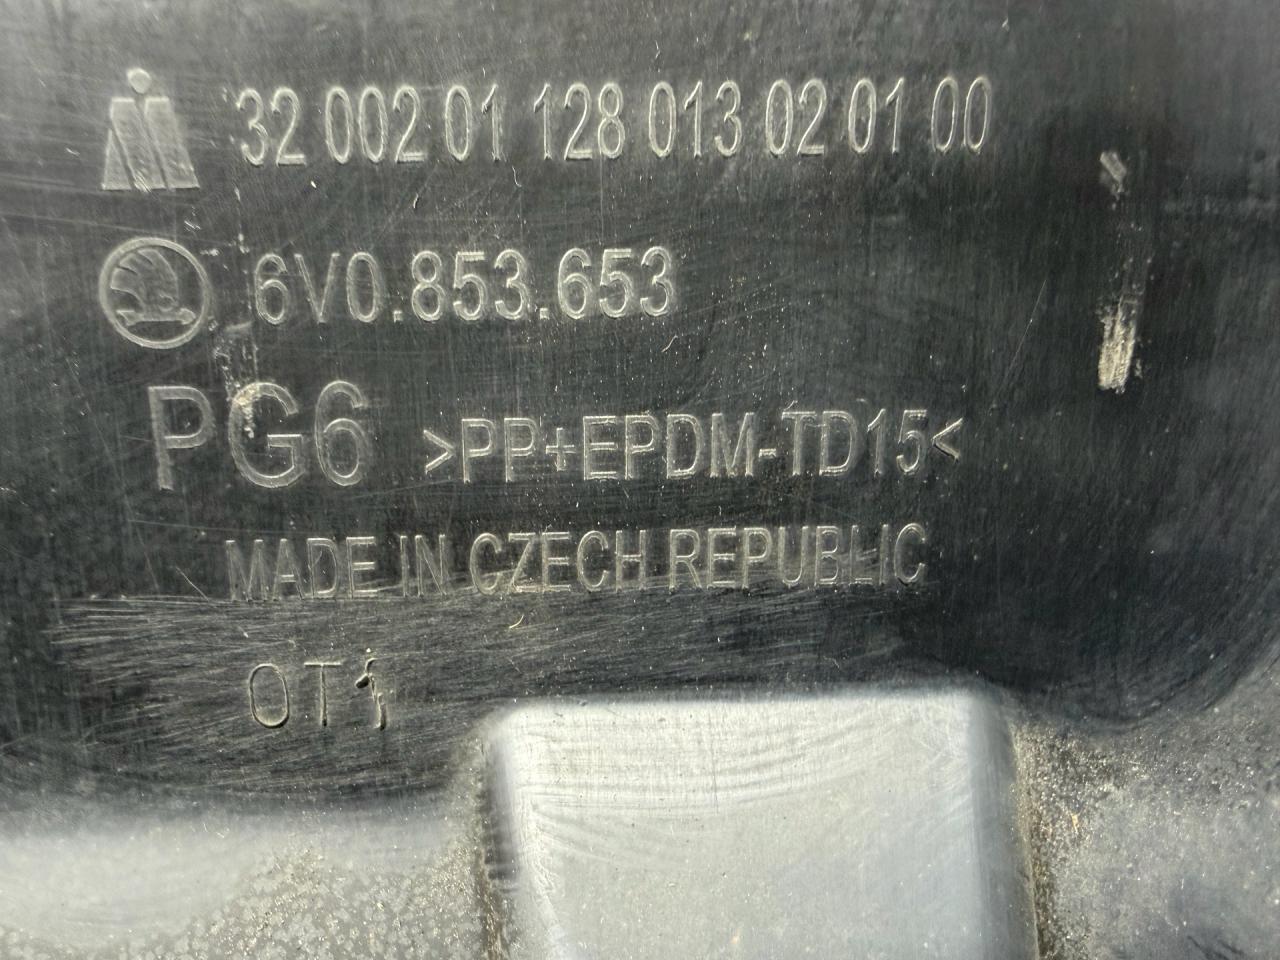 32 002 01 128 013 02 01 00
6V0.853.653
PG6 >PP+EPDM-TD15<
MADE IN CZECH REPUBLIC
OT1